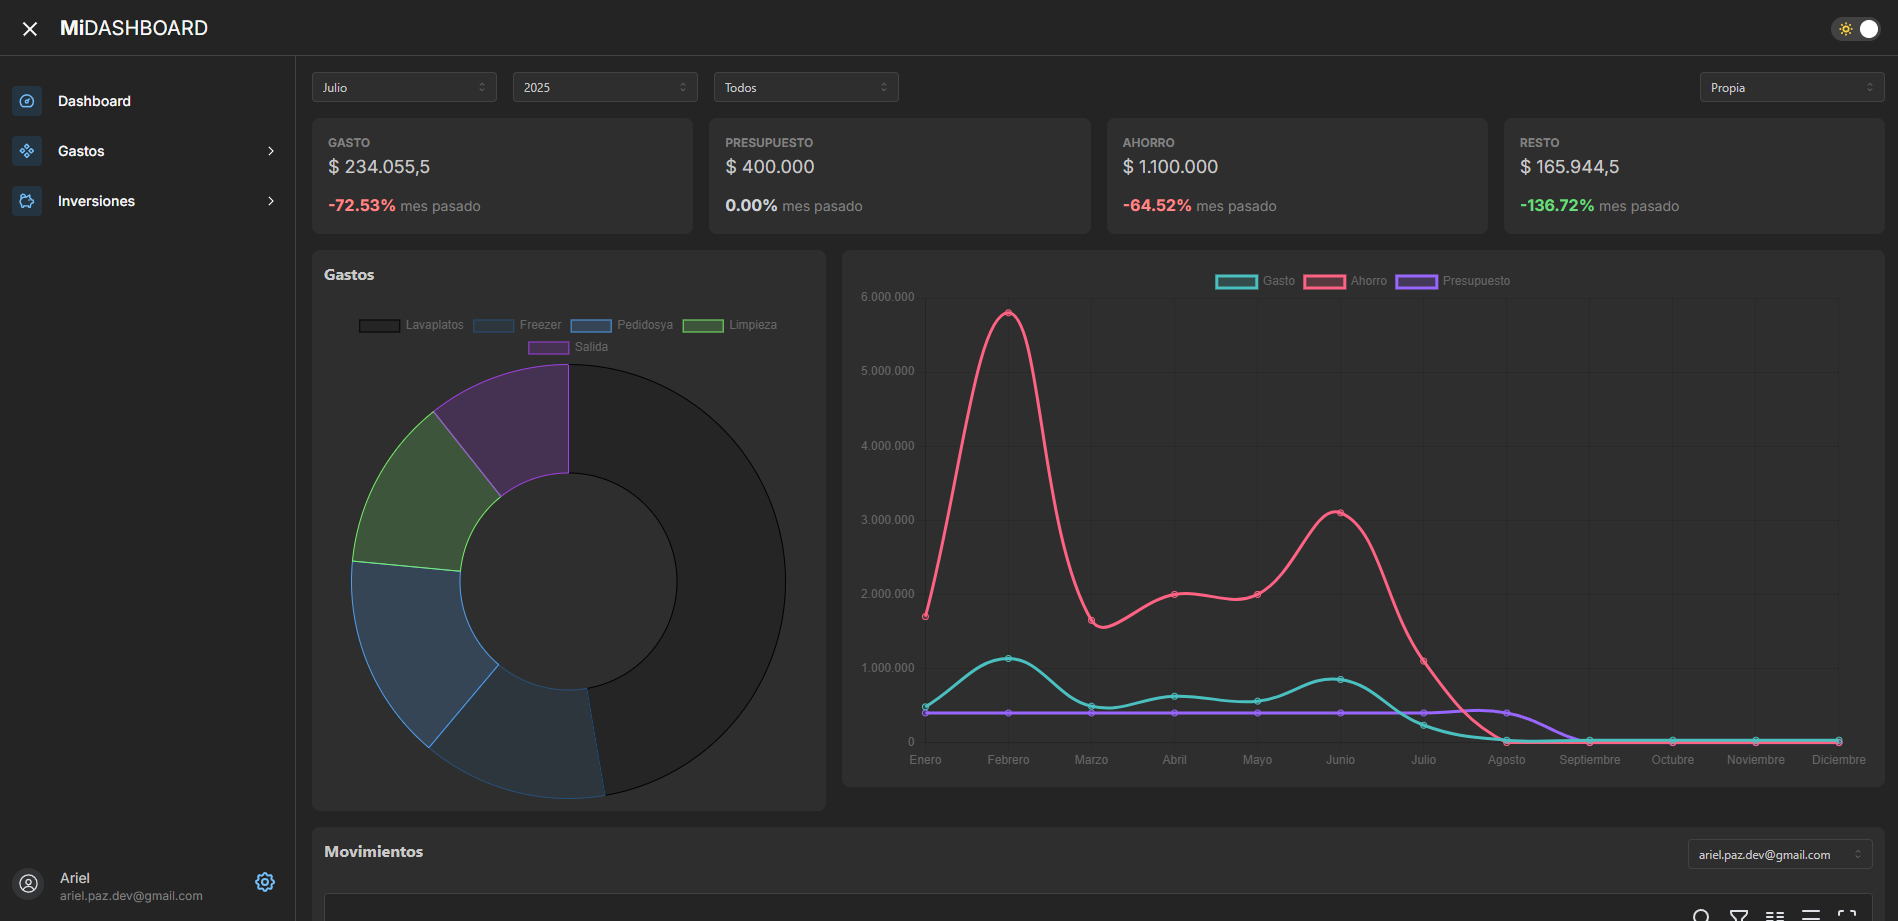 MiDASHBOARD
Dashboard
Gastos
Inversiones
Julio
2025
Todos
Propia
GASTO
$ 234.055,5
-72.53% mes pasado
PRESUPUESTO
$ 400.000
0.00% mes pasado
AHORRO
$ 1.100.000
-64.52% mes pasado
RESTO
$ 165.944,5
-136.72% mes pasado
Gastos
Lavaplatos Freezer Pedidosya Limpieza
Salida
Gasto Ahorro Presupuesto
6.000.000
5.000.000
4.000.000
3.000.000
2.000.000
1.000.000
0
Enero Febrero Marzo Abril Mayo Junio Julio Agosto Septiembre Octubre Noviembre Diciembre
Movimientos
ariel.paz.dev@gmail.com
Ariel
ariel.paz.dev@gmail.com